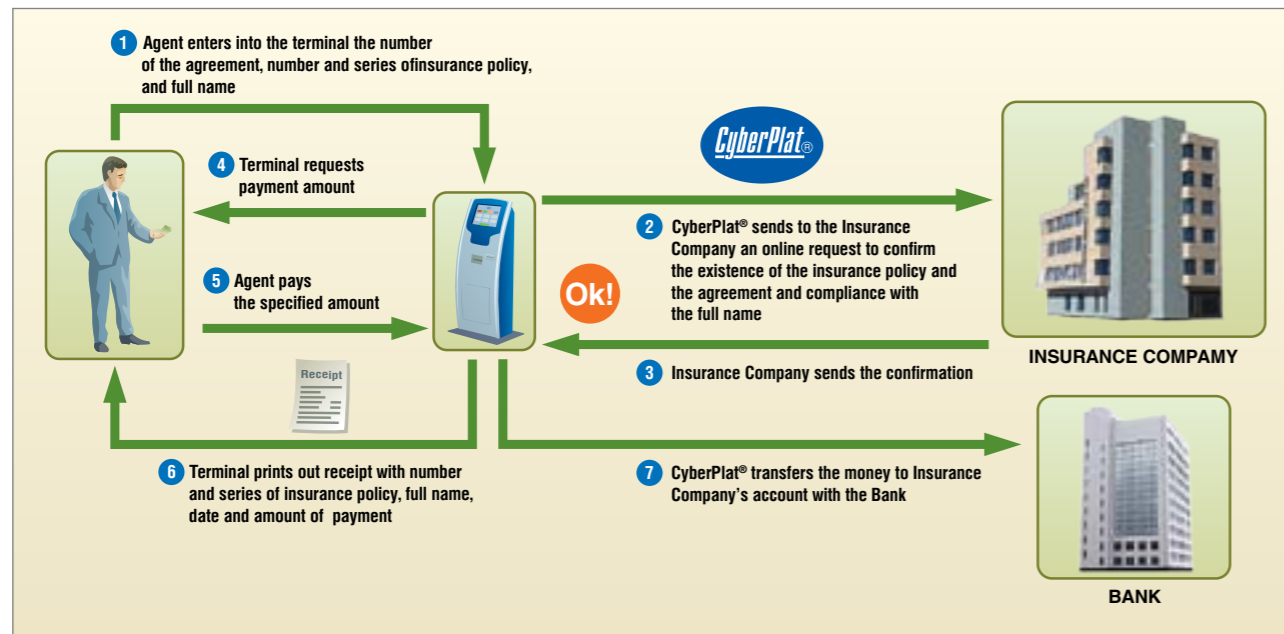 1 Agent enters into the terminal the number
of the agreement, number and series ofinsurance policy,
and full name
4 Terminal requests
payment amount
CyberPlat®
2 CyberPlat® sends to the Insurance
Company an online request to confirm
the existence of the insurance policy and
the agreement and compliance with
the full name
5 Agent pays
the specified amount
Ok!
INSURANCE COMPAMY
3 Insurance Company sends the confirmation
Receipt
6 Terminal prints out receipt with number
and series of insurance policy, full name,
date and amount of payment
7 CyberPlat® transfers the money to Insurance
Company's account with the Bank
BANK